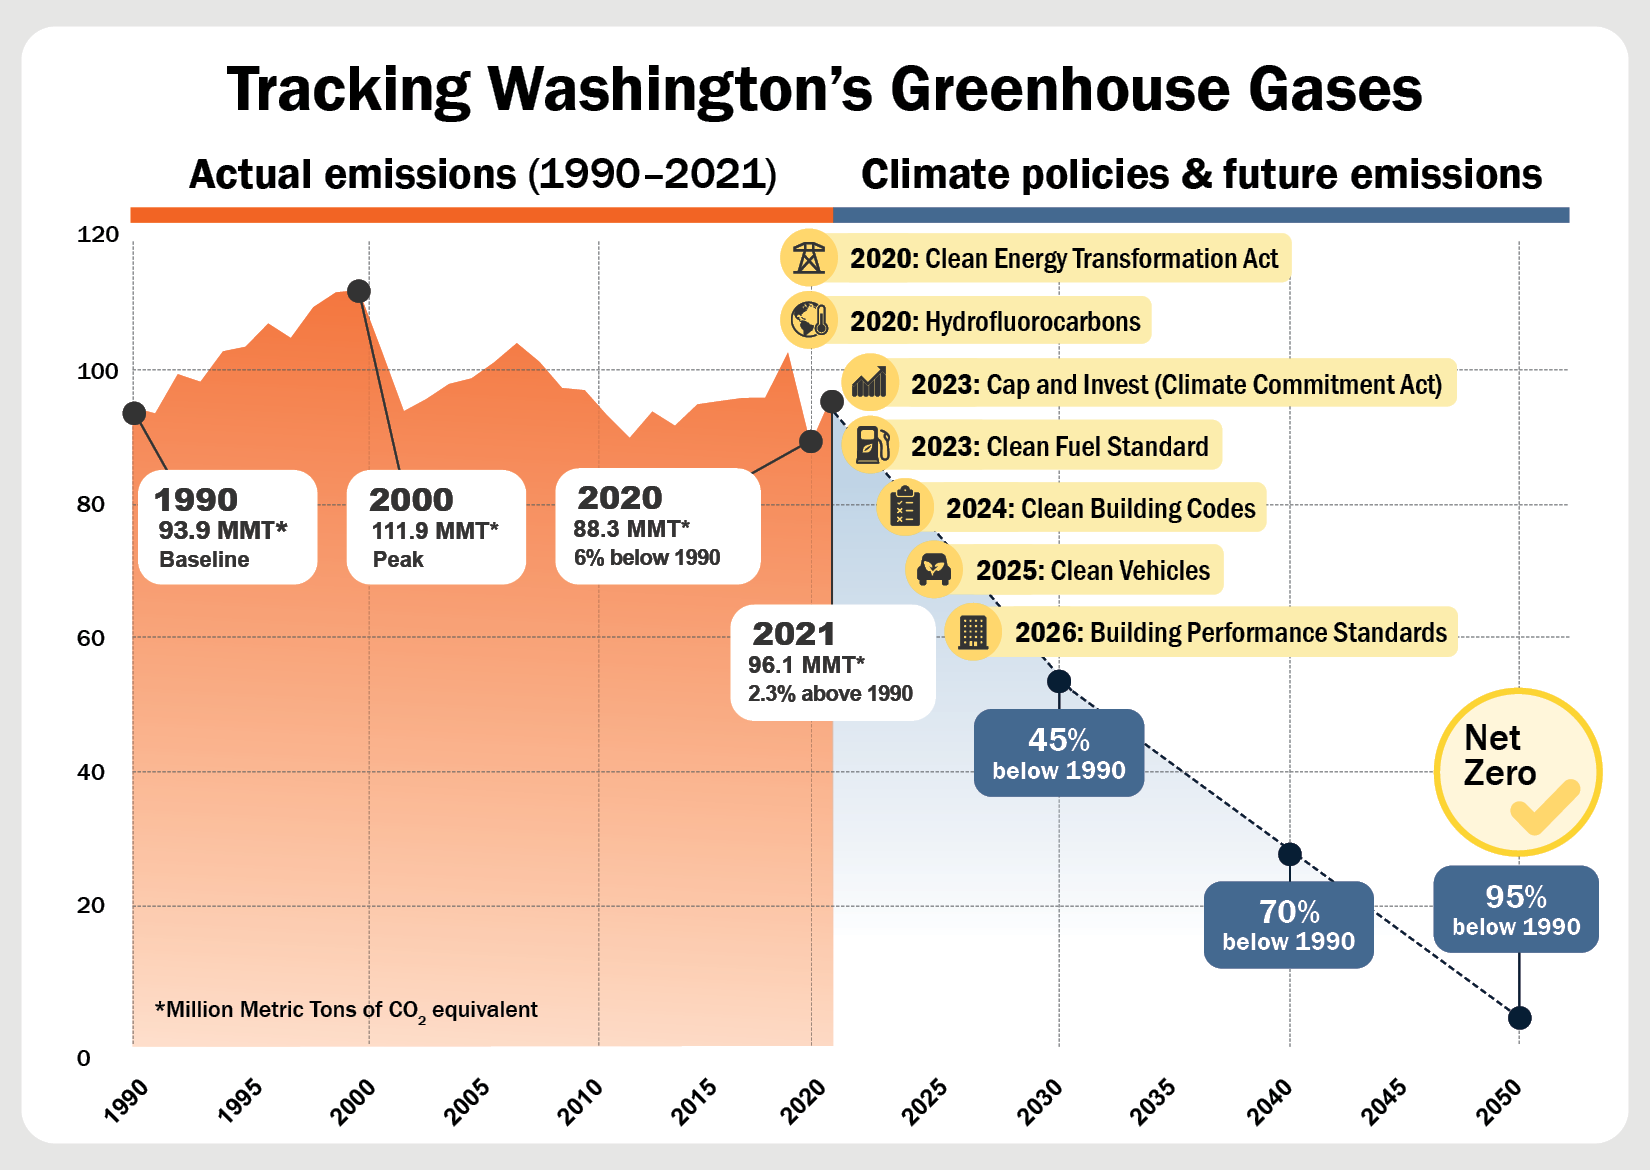 Tracking Washington’s Greenhouse Gases
Actual emissions (1990–2021)
Climate policies & future emissions
120
100
80
60
40
20
0
2020: Clean Energy Transformation Act
2020: Hydrofluorocarbons
2023: Cap and Invest (Climate Commitment Act)
2023: Clean Fuel Standard
2024: Clean Building Codes
2025: Clean Vehicles
2026: Building Performance Standards
1990
93.9 MMT*
Baseline
2000
111.9 MMT*
Peak
2020
88.3 MMT*
6% below 1990
2021
96.1 MMT*
2.3% above 1990
45%
below 1990
70%
below 1990
Net
Zero
95%
below 1990
*Million Metric Tons of CO2 equivalent
1990
1995
2000
2005
2010
2015
2020
2025
2030
2035
2040
2045
2050